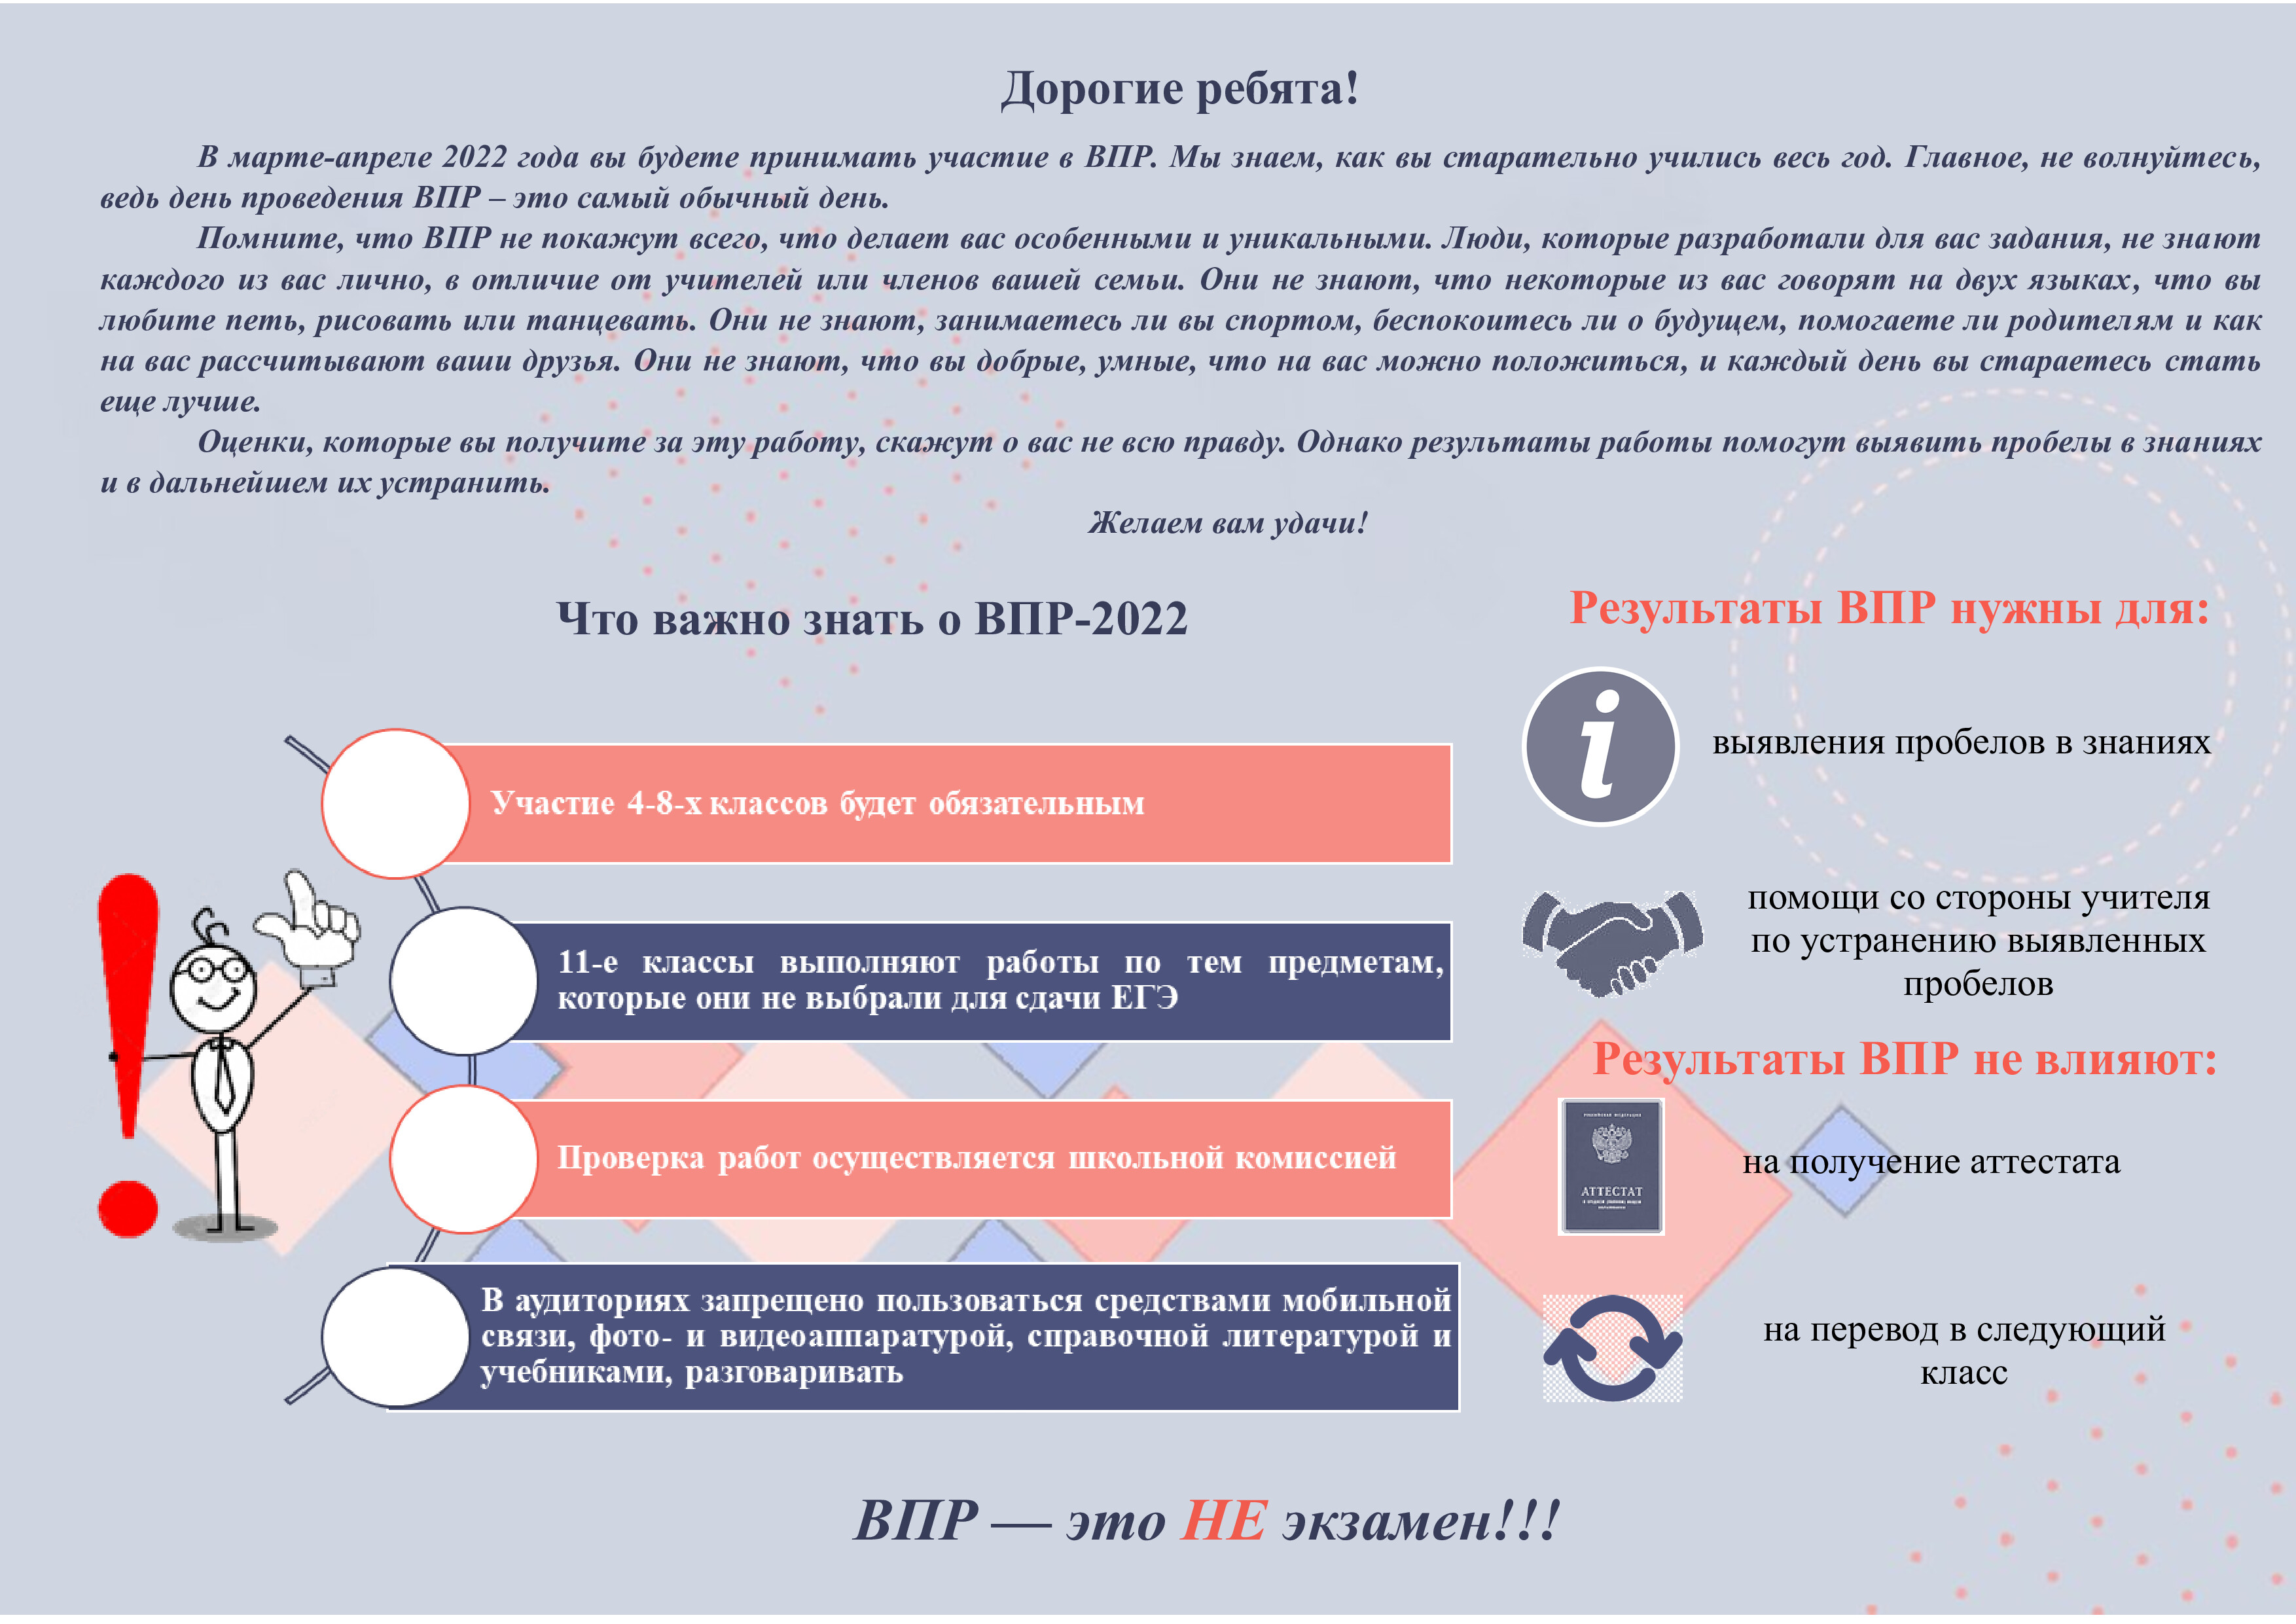 Дорогие ребята!
В марте-апреле 2022 года вы будете принимать участие в ВПР. Мы знаем, как вы старательно учились весь год. Главное, не волнуйтесь,
ведь день проведения ВПР – это самый обычный день.
Помните, что ВПР не покажут всего, что делает вас особенными и уникальными. Люди, которые разработали для вас задания, не знают
каждого из вас лично, в отличие от учителей или членов вашей семьи. Они не знают, что некоторые из вас говорят на двух языках, что вы
любите петь, рисовать или танцевать. Они не знают, занимаетесь ли вы спортом, беспокоитесь ли о будущем, помогаете ли родителям и как
на вас рассчитывают ваши друзья. Они не знают, что вы добрые, умные, что на вас можно положиться, и каждый день вы стараетесь стать
еще лучше.
Оценки, которые вы получите за эту работу, скажут о вас не всю правду. Однако результаты работы помогут выявить пробелы в знаниях
и в дальнейшем их устранить.
Желаем вам удачи!
Что важно знать о ВПР-2022
Участие 4-8-х классов будет обязательным
11-е классы выполняют работы по тем предметам,
которые они не выбрали для сдачи ЕГЭ
Проверка работ осуществляется школьной комиссией
В аудиториях запрещено пользоваться средствами мобильной
связи, фото- и видеоаппаратурой, справочной литературой и
учебниками, разговаривать
Результаты ВПР нужны для:
i
выявления пробелов в знаниях
помощи со стороны учителя
по устранению выявленных
пробелов
Результаты ВПР не влияют:
РОССИЙСКАЯ ФЕДЕРАЦИЯ
АТТЕСТАТ
на получение аттестата
на перевод в следующий
класс
ВПР — это НЕ экзамен!!!